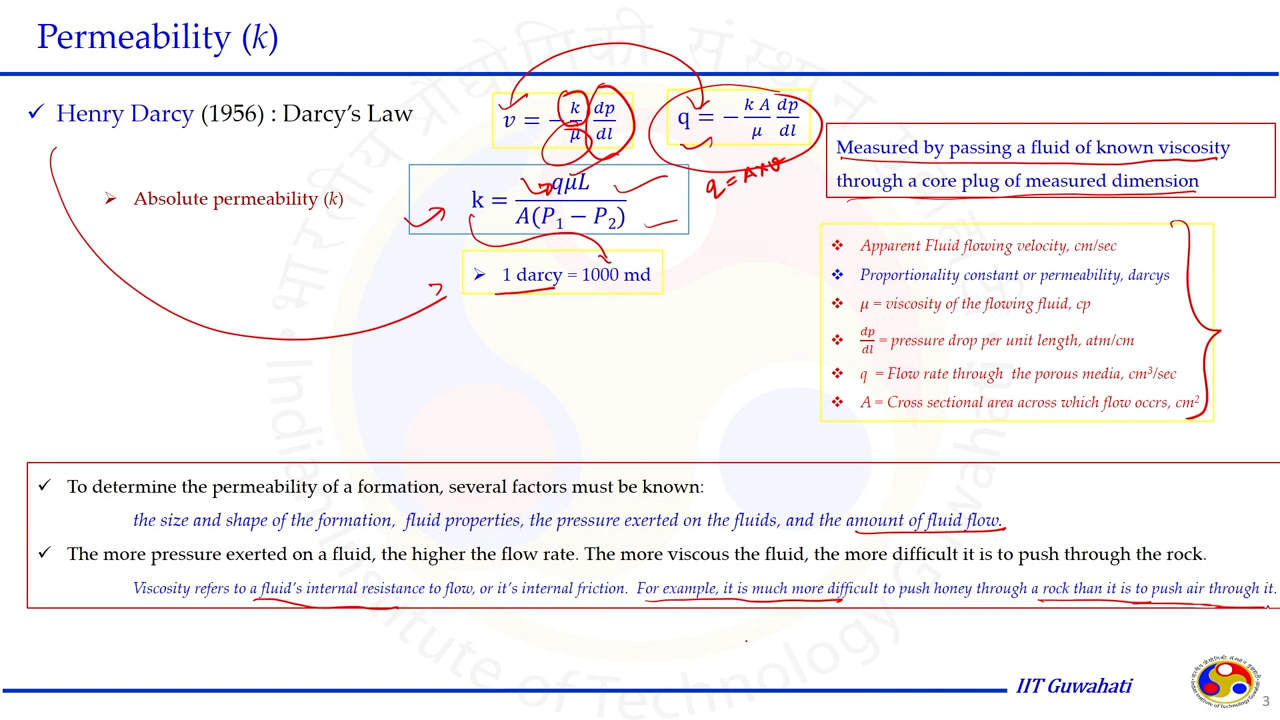 Permeability (k)
✓ Henry Darcy (1956) : Darcy's Law
v = − k/μ dp/dl
q = − k A/μ dp/dl
q = A×v
Measured by passing a fluid of known viscosity
through a core plug of measured dimension
➢ Absolute permeability (k)
k = qμL / A(P₁ − P₂)
➢ 1 darcy = 1000 md
❖ Apparent Fluid flowing velocity, cm/sec
❖ Proportionality constant or permeability, darcys
❖ μ = viscosity of the flowing fluid, cp
❖ dp/dl = pressure drop per unit length, atm/cm
❖ q = Flow rate through the porous media, cm³/sec
❖ A = Cross sectional area across which flow occrs, cm²
✓ To determine the permeability of a formation, several factors must be known:
the size and shape of the formation, fluid properties, the pressure exerted on the fluids, and the amount of fluid flow.
✓ The more pressure exerted on a fluid, the higher the flow rate. The more viscous the fluid, the more difficult it is to push through the rock.
Viscosity refers to a fluid's internal resistance to flow, or it's internal friction. For example, it is much more difficult to push honey through a rock than it is to push air through it.
Indian Institute of Technology Guwahati
IIT Guwahati
3